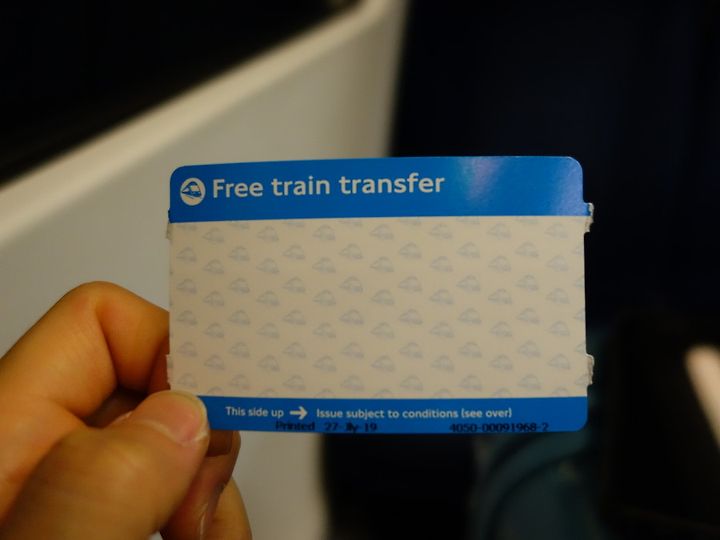 Free train transfer
This side up → Issue subject to conditions (see over)
Printed 27-Jly-19 4050-00091968-2